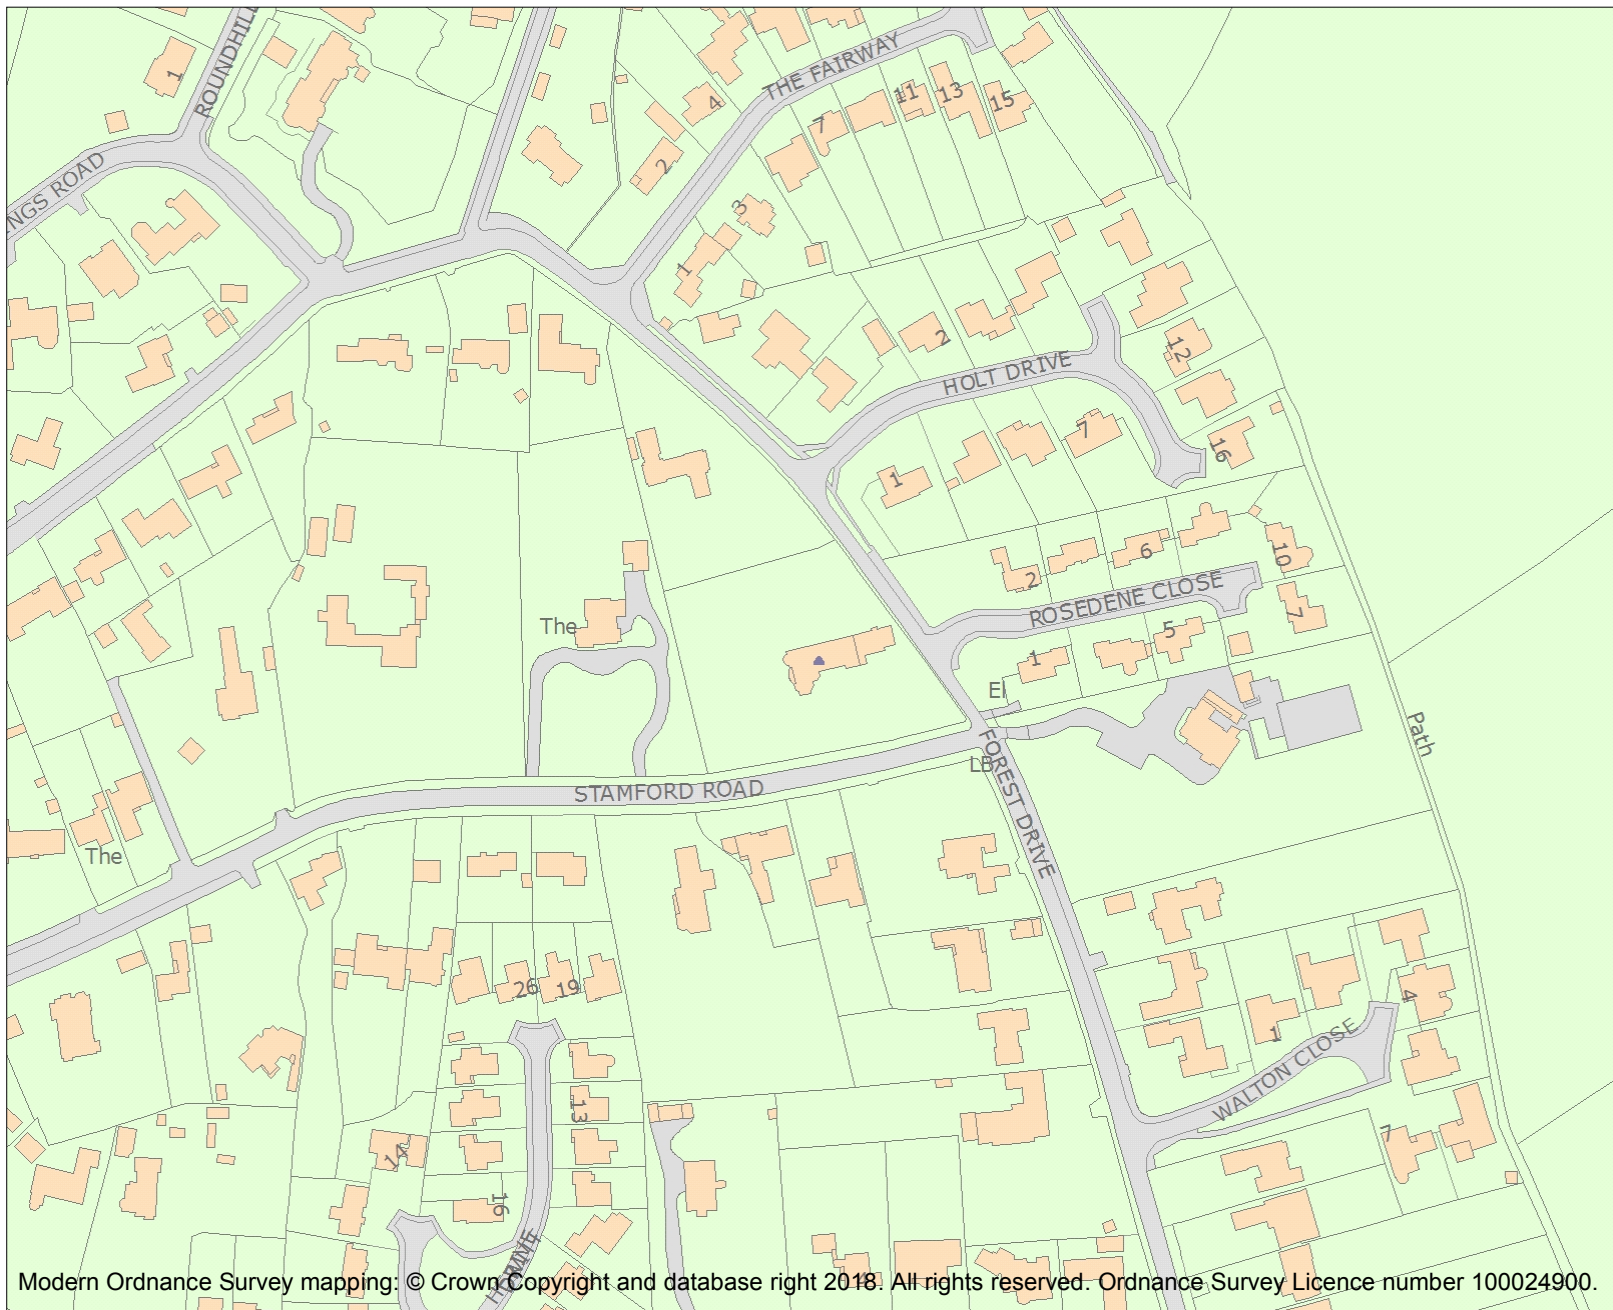 ROUNDHILL
1
THE FAIRWAY
4
7
11
13
15
2
INGS ROAD
3
1
2
HOLT DRIVE
12
7
16
1
10
6
2
ROSEDENE CLOSE
7
5
The
1
El
Path
FOREST DRIVE
LB
STAMFORD ROAD
The
26
19
4
1
WALTON CLOSE
13
7
14
16
Modern Ordnance Survey mapping: © Crown Copyright and database right 2018. All rights reserved. Ordnance Survey Licence number 100024900.